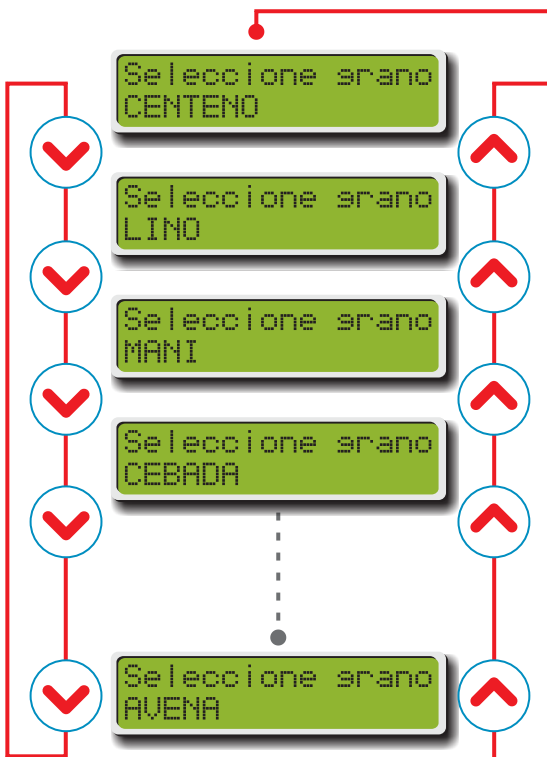 Seleccione grano
CENTENO
Seleccione grano
LINO
Seleccione grano
MANI
Seleccione grano
CEBADA
Seleccione grano
AVENA